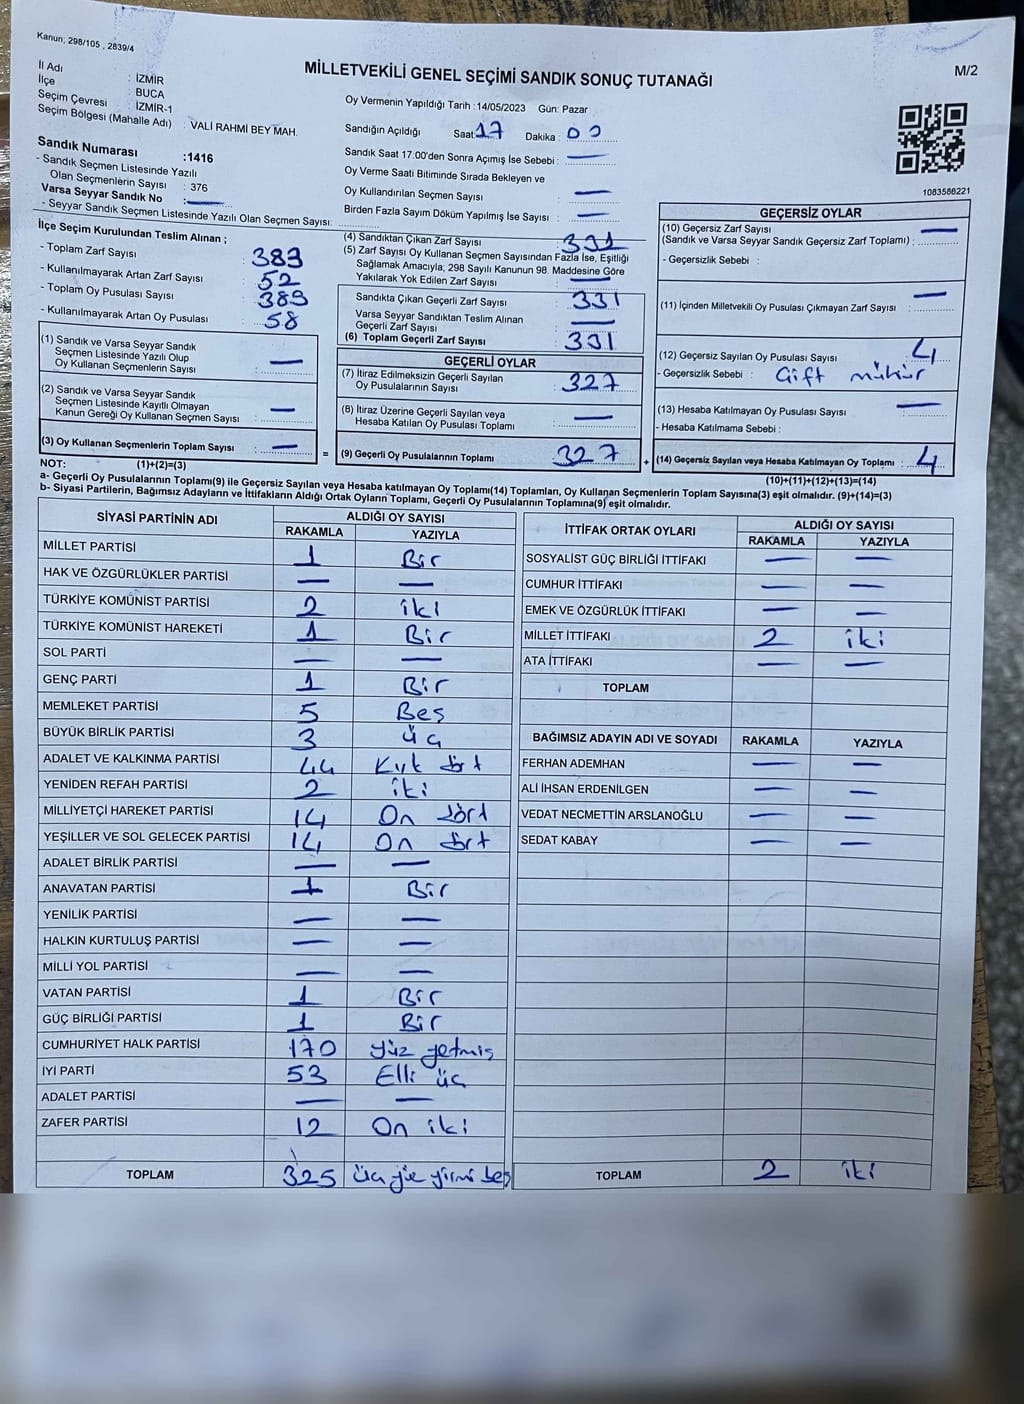 Kanun; 298/105 , 2839/4
MİLLETVEKİLİ GENEL SEÇİMİ SANDIK SONUÇ TUTANAĞI
M/2
İl Adı : İZMİR
İlçe : BUCA
Seçim Çevresi : İZMİR-1
Seçim Bölgesi (Mahalle Adı) : VALİ RAHMİ BEY MAH.
Sandık Numarası :1416
- Sandık Seçmen Listesinde Yazılı
Olan Seçmenlerin Sayısı : 376
Varsa Seyyar Sandık No : —
- Seyyar Sandık Seçmen Listesinde Yazılı Olan Seçmen Sayısı:
Oy Vermenin Yapıldığı Tarih :14/05/2023 Gün: Pazar
Sandığın Açıldığı Saat: 17 Dakika : 00
Sandık Saat 17:00'den Sonra Açımış İse Sebebi : —
Oy Verme Saati Bitiminde Sırada Bekleyen ve
Oy Kullandırılan Seçmen Sayısı : —
Birden Fazla Sayım Döküm Yapılmış İse Sayısı : —
1083586221
İlçe Seçim Kurulundan Teslim Alınan ;
- Toplam Zarf Sayısı : 383
- Kullanılmayarak Artan Zarf Sayısı : 52
- Toplam Oy Pusulası Sayısı : 385
- Kullanılmayarak Artan Oy Pusulası : 58
(1) Sandık ve Varsa Seyyar Sandık
Seçmen Listesinde Yazılı Olup
Oy Kullanan Seçmenlerin Sayısı : —
(2) Sandık ve Varsa Seyyar Sandık
Seçmen Listesinde Kayıtlı Olmayan
Kanun Gereği Oy Kullanan Seçmen Sayısı : —
(3) Oy Kullanan Seçmenlerin Toplam Sayısı : —
(4) Sandıktan Çıkan Zarf Sayısı : 331
(5) Zarf Sayısı Oy Kullanan Seçmen Sayısından Fazla İse, Eşitliği
Sağlamak Amacıyla; 298 Sayılı Kanunun 98. Maddesine Göre
Yakılarak Yok Edilen Zarf Sayısı : —
Sandıkta Çıkan Geçerli Zarf Sayısı : 331
Varsa Seyyar Sandıktan Teslim Alınan
Geçerli Zarf Sayısı : —
(6) Toplam Geçerli Zarf Sayısı : 331
GEÇERLİ OYLAR
(7) İtiraz Edilmeksizin Geçerli Sayılan
Oy Pusulalarının Sayısı : 327
(8) İtiraz Üzerine Geçerli Sayılan veya
Hesaba Katılan Oy Pusulası Toplamı : —
= (9) Geçerli Oy Pusulalarının Toplamı : 327
GEÇERSİZ OYLAR
(10) Geçersiz Zarf Sayısı
(Sandık ve Varsa Seyyar Sandık Geçersiz Zarf Toplamı) : —
- Geçersizlik Sebebi :
(11) İçinden Milletvekili Oy Pusulası Çıkmayan Zarf Sayısı : —
(12) Geçersiz Sayılan Oy Pusulası Sayısı : 4
- Geçersizlik Sebebi : Çift mühür
(13) Hesaba Katılmayan Oy Pusulası Sayısı : —
- Hesaba Katılmama Sebebi :
+ (14) Geçersiz Sayılan veya Hesaba Katılmayan Oy Toplamı : 4
NOT: (1)+(2)=(3)
(10)+(11)+(12)+(13)=(14)
a- Geçerli Oy Pusulalarının Toplamı(9) ile Geçersiz Sayılan veya Hesaba katılmayan Oy Toplamı(14) Toplamları, Oy Kullanan Seçmenlerin Toplam Sayısına(3) eşit olmalıdır. (9)+(14)=(3)
b- Siyasi Partilerin, Bağımsız Adayların ve İttifakların Aldığı Ortak Oyların Toplamı, Geçerli Oy Pusulalarının Toplamına(9) eşit olmalıdır.
SİYASİ PARTİNİN ADI ALDIĞI OY SAYISI
RAKAMLA YAZIYLA
MİLLET PARTİSİ 1 Bir
HAK VE ÖZGÜRLÜKLER PARTİSİ — —
TÜRKİYE KOMÜNİST PARTİSİ 2 iki
TÜRKİYE KOMÜNİST HAREKETİ 1 Bir
SOL PARTİ — —
GENÇ PARTİ 1 Bir
MEMLEKET PARTİSİ 5 Beş
BÜYÜK BİRLİK PARTİSİ 3 üç
ADALET VE KALKINMA PARTİSİ 44 Kırk dört
YENİDEN REFAH PARTİSİ 2 iki
MİLLİYETÇİ HAREKET PARTİSİ 14 On dört
YEŞİLLER VE SOL GELECEK PARTİSİ 14 On dört
ADALET BİRLİK PARTİSİ — —
ANAVATAN PARTİSİ 1 Bir
YENİLİK PARTİSİ — —
HALKIN KURTULUŞ PARTİSİ — —
MİLLİ YOL PARTİSİ — —
VATAN PARTİSİ 1 Bir
GÜÇ BİRLİĞİ PARTİSİ 1 Bir
CUMHURİYET HALK PARTİSİ 170 yüz yetmiş
İYİ PARTİ 53 Elli üç
ADALET PARTİSİ — —
ZAFER PARTİSİ 12 On iki
TOPLAM 325 üç yüz yirmi beş
İTTİFAK ORTAK OYLARI ALDIĞI OY SAYISI
RAKAMLA YAZIYLA
SOSYALİST GÜÇ BİRLİĞİ İTTİFAKI — —
CUMHUR İTTİFAKI — —
EMEK VE ÖZGÜRLÜK İTTİFAKI — —
MİLLET İTTİFAKI 2 iki
ATA İTTİFAKI — —
TOPLAM
BAĞIMSIZ ADAYIN ADI VE SOYADI RAKAMLA YAZIYLA
FERHAN ADEMHAN — —
ALİ İHSAN ERDENİLGEN — —
VEDAT NECMETTİN ARSLANOĞLU — —
SEDAT KABAY — —
TOPLAM 2 iki